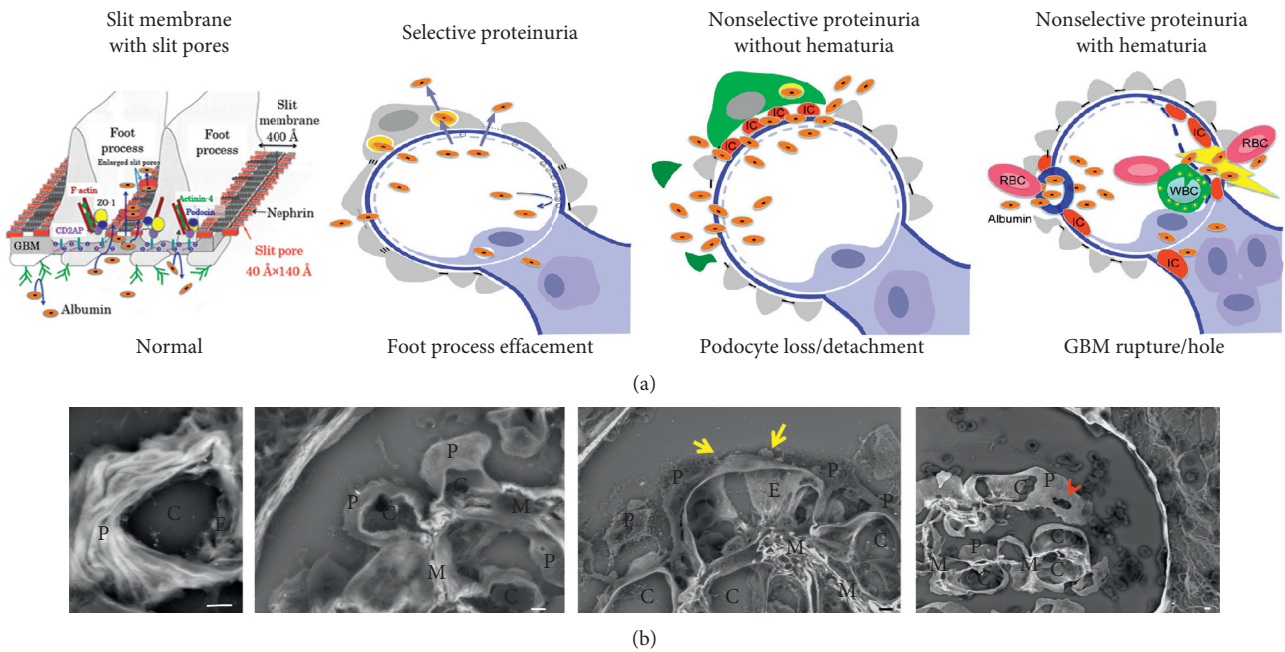 Slit membrane
with slit pores
Selective proteinuria
Nonselective proteinuria
without hematuria
Nonselective proteinuria
with hematuria
Foot
process
Foot
process
Slit
membrane
400 Å
Enlarged slit pores
F-actin
ZO-1
Actinin-4
Podocin
CD2AP
Nephrin
GBM
Slit pore
40 Å×140 Å
Albumin
IC
IC
IC
IC
IC
RBC
Albumin
I
IC
IC
WBC
RBC
IC
Normal
Foot process effacement
Podocyte loss/detachment
GBM rupture/hole
(a)
P
C
E
P
P
C
C
M
M
P
C
P
P
E
P
P
M
C
C
C
M
P
C
P
C
M
M
C
C
(b)